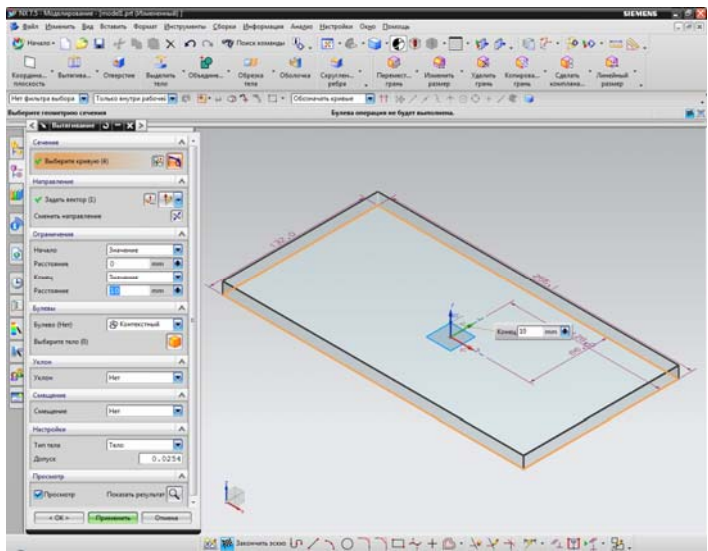 NX 7.5 - Моделирование - [model1.prt (Измененный) ]
SIEMENS
Файл Изменить Вид Вставить Формат Инструменты Сборки Информация Анализ Настройки Окно Помощь
Начало Поиск команды
Координа... плоскость
Вытягива...
Отверстие
Выделить тело
Объедине...
Обрезка тела
Оболочка
Скруглен... ребра
Перемест... грань
Изменить размер
Удалить грань
Копирова... грань
Сделать комплана...
Линейный размер
Нет фильтра выбора
Только внутри рабочей
Обозначить кривые
Выберите геометрию сечения
Булева операция не будет выполнена.
Вытягивание
Сечение
Выберите кривую (4)
Направление
Задать вектор (1)
Сменить направление
Ограничения
Начало Значение
Расстояние 0 mm
Конец Значение
Расстояние 10 mm
Булевы
Булево (Нет) Контекстный
Выберите тело (0)
Уклон
Уклон Нет
Смещение
Смещение Нет
Настройки
Тип тела Тело
Допуск 0.0254
Просмотр
Просмотр Показать результат
< ОК > Применить Отмена
Конец 10 mm
Закончить эскиз